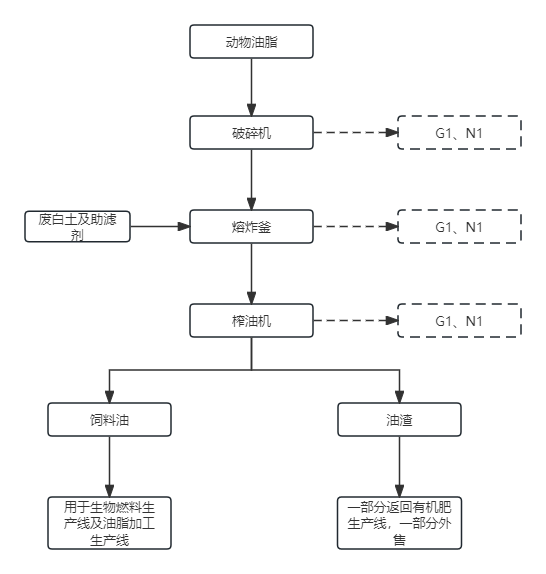 动物油脂
破碎机
G1、N1
废白土及助滤
剂
熔炸釜
G1、N1
榨油机
G1、N1
饲料油
油渣
用于生物燃料生
产线及油脂加工
生产线
一部分返回有机肥
生产线，一部分外
售